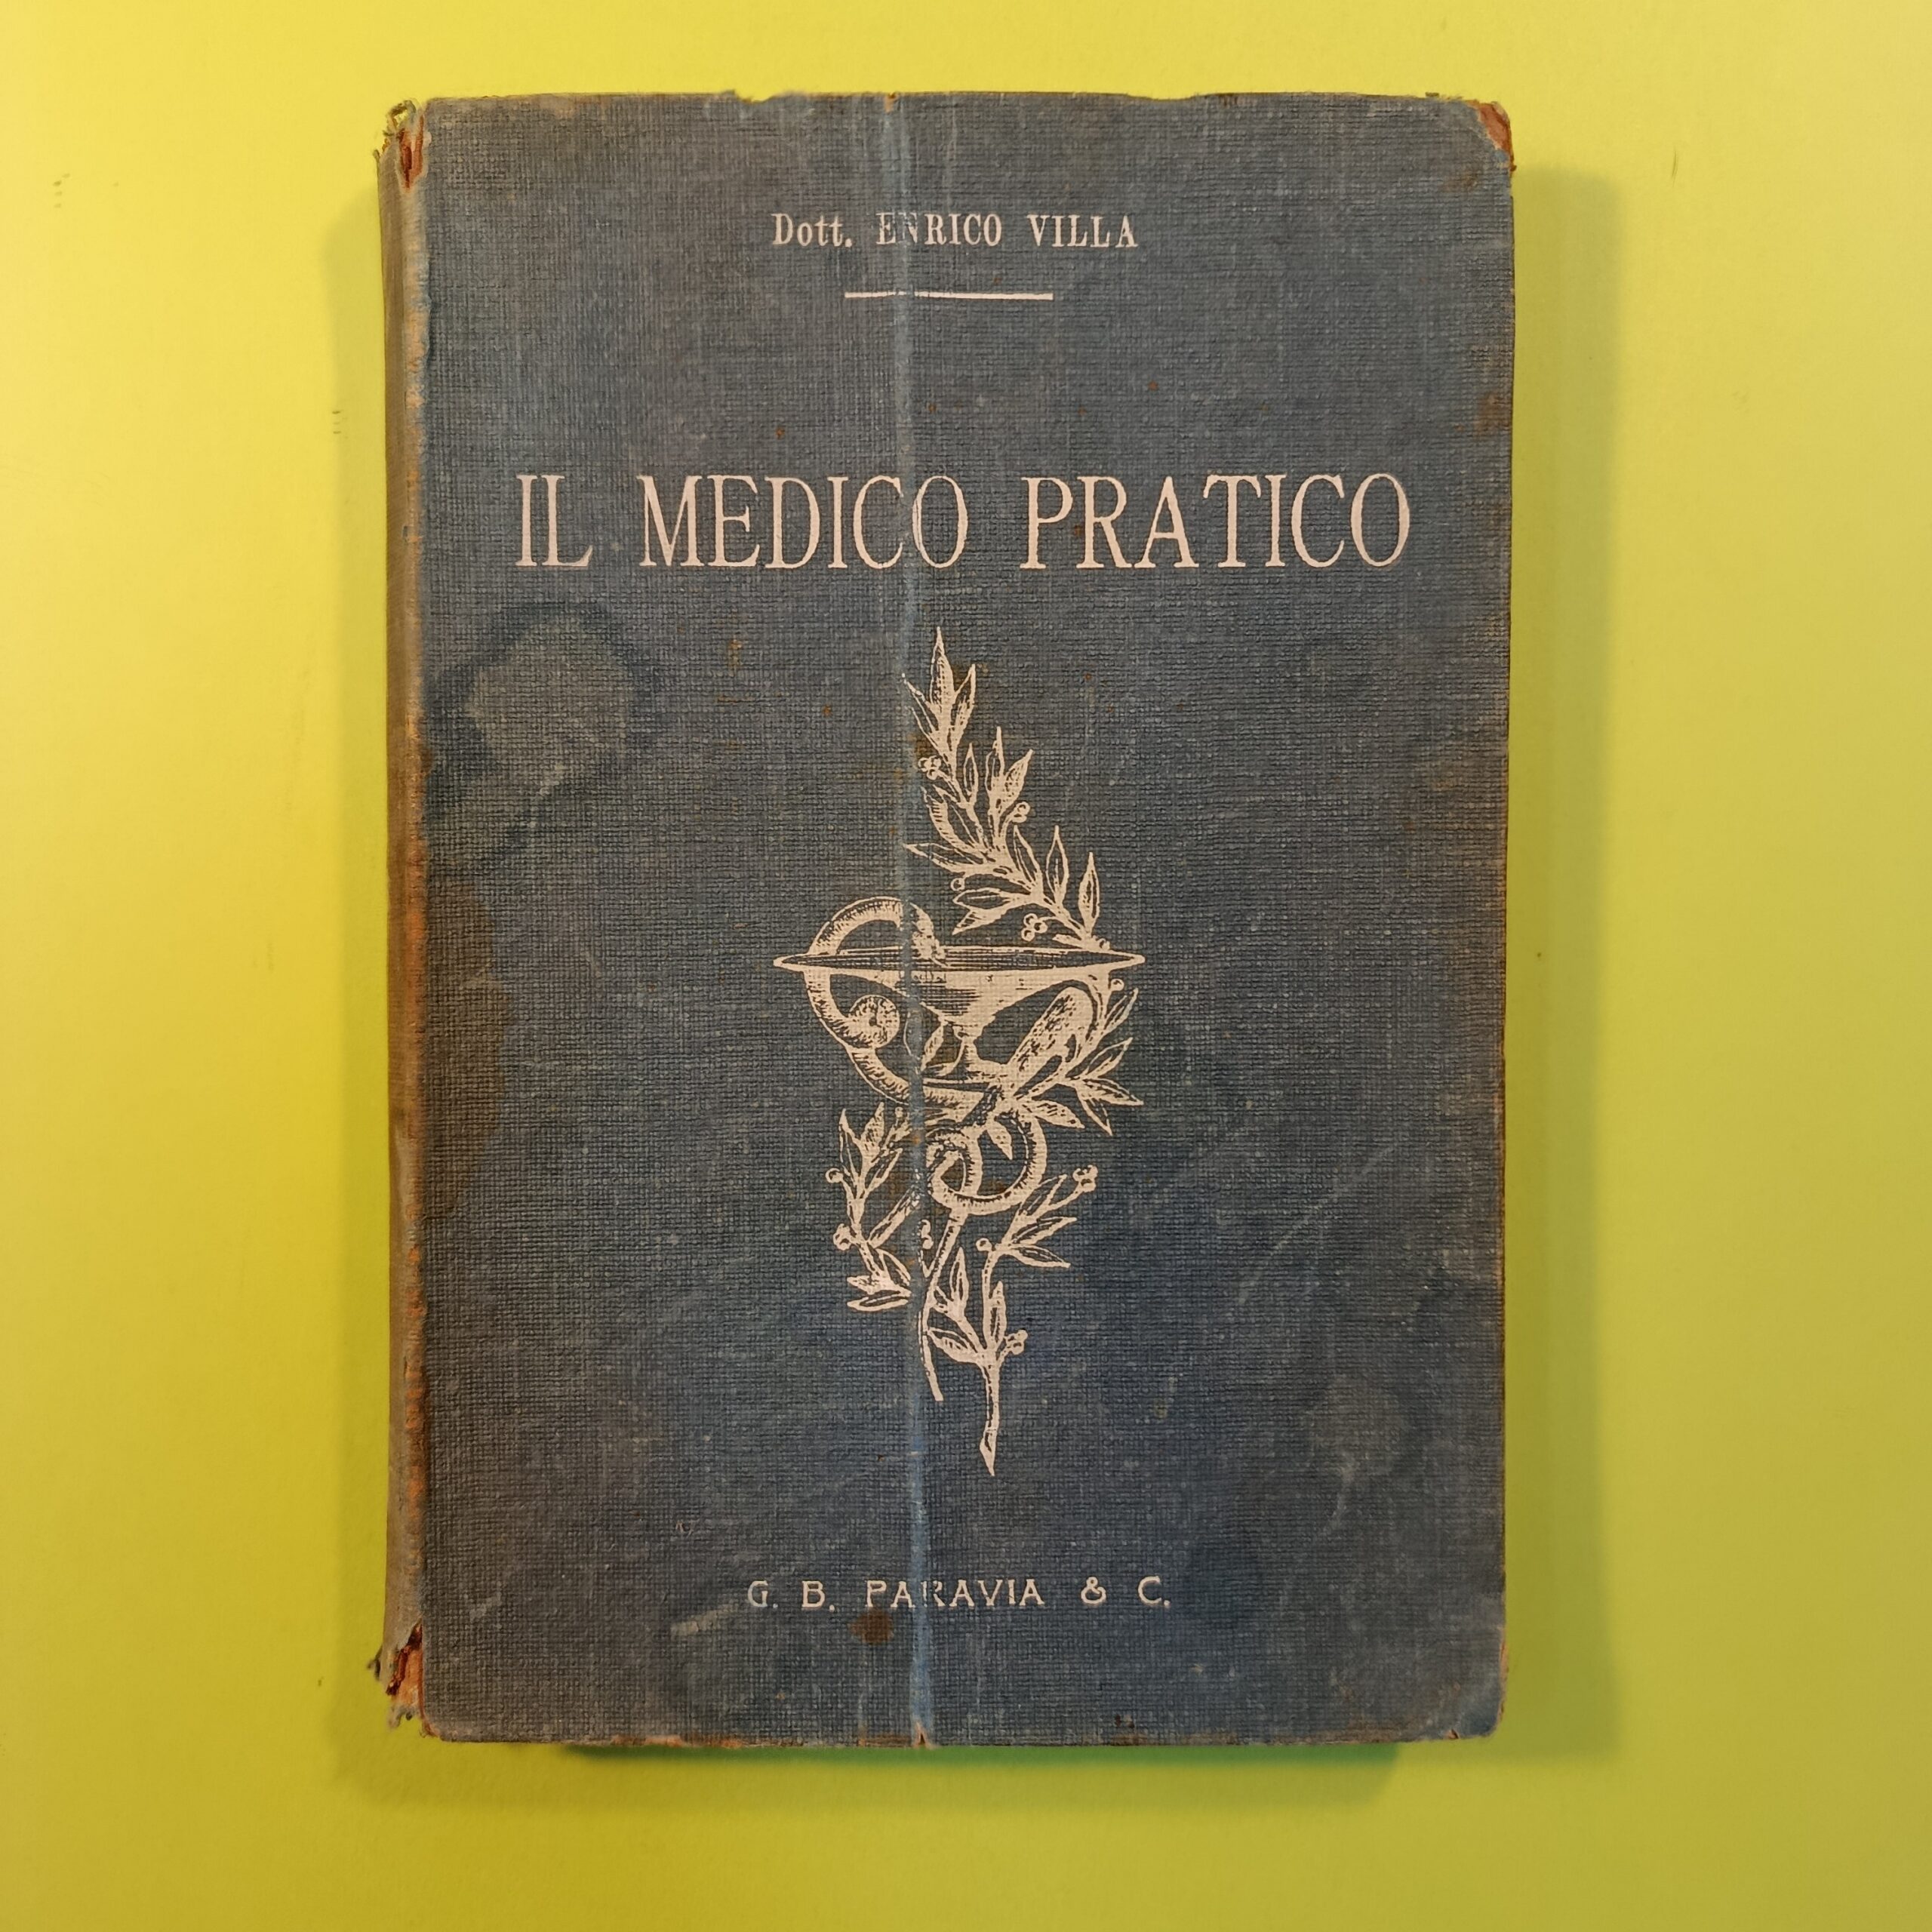 Dott. ENRICO VILLA
IL MEDICO PRATICO
G. B. PARAVIA & C.